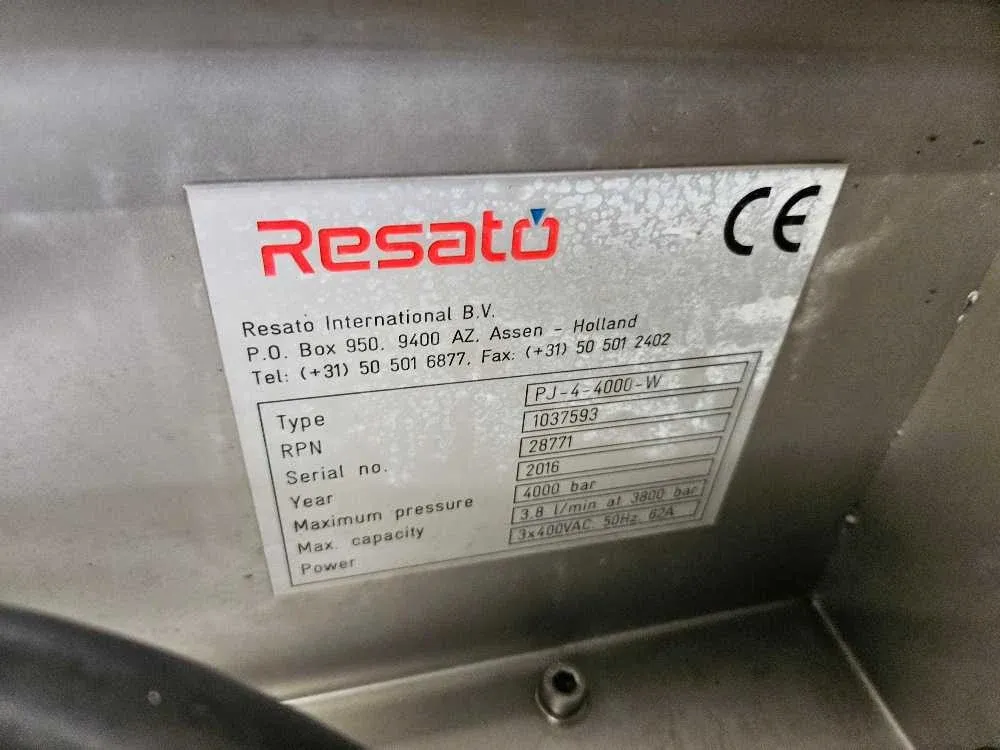 Resato
CE
Resato International B.V.
P.O. Box 950, 9400 AZ, Assen - Holland
Tel: (+31) 50 501 6877, Fax: (+31) 50 501 2402
Type PJ-4-4000-W
RPN 1037593
Serial no. 28771
Year 2016
Maximum pressure 4000 bar
Max. capacity 3.8 l/min at 3800 bar
Power 3x400VAC, 50Hz, 62A